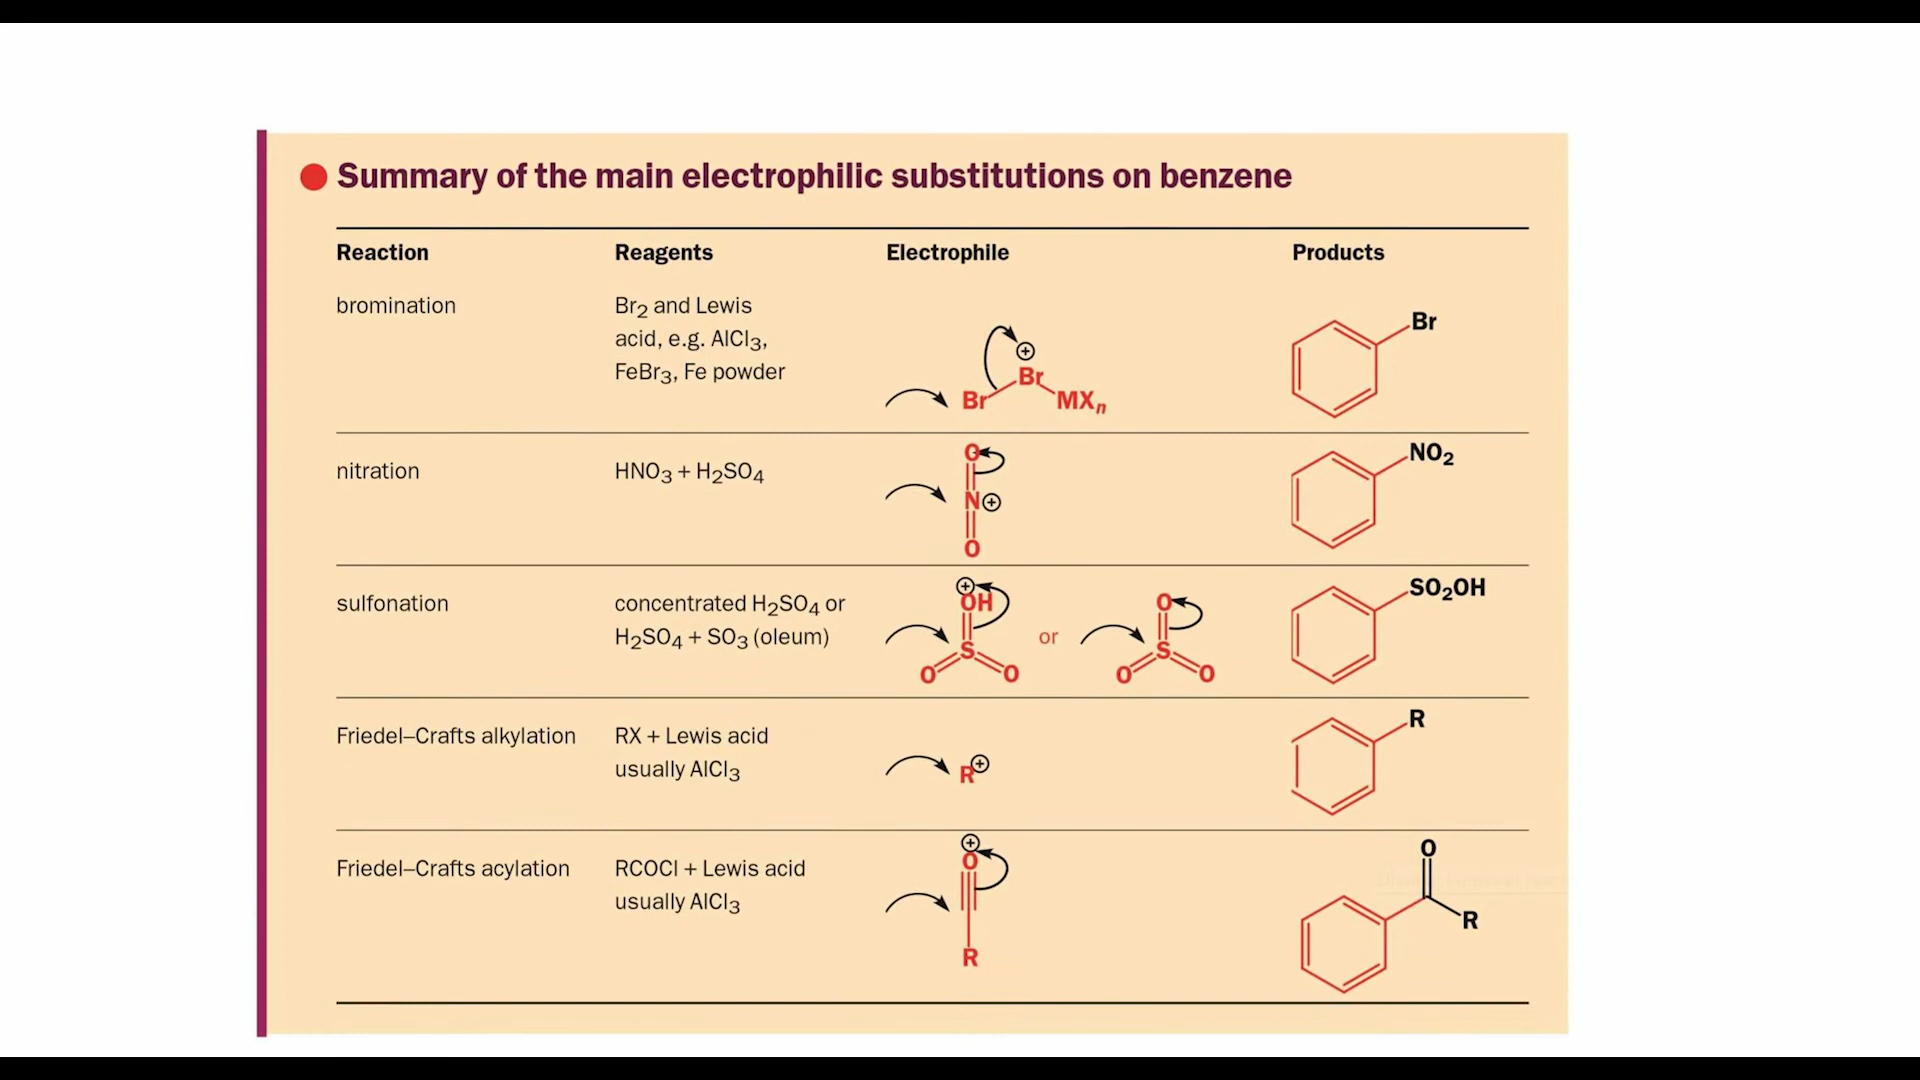 Summary of the main electrophilic substitutions on benzene
Reaction Reagents Electrophile Products
bromination
Br2 and Lewis
acid, e.g. AlCl3,
FeBr3, Fe powder
⊕
Br
Br
MXn
Br
nitration
HNO3 + H2SO4
O
N⊕
O
NO2
sulfonation
concentrated H2SO4 or
H2SO4 + SO3 (oleum)
⊕
OH
S
O O
or
O
S
O O
SO2OH
Friedel–Crafts alkylation
RX + Lewis acid
usually AlCl3
R⊕
R
Friedel–Crafts acylation
RCOCl + Lewis acid
usually AlCl3
⊕
O
R
O
R